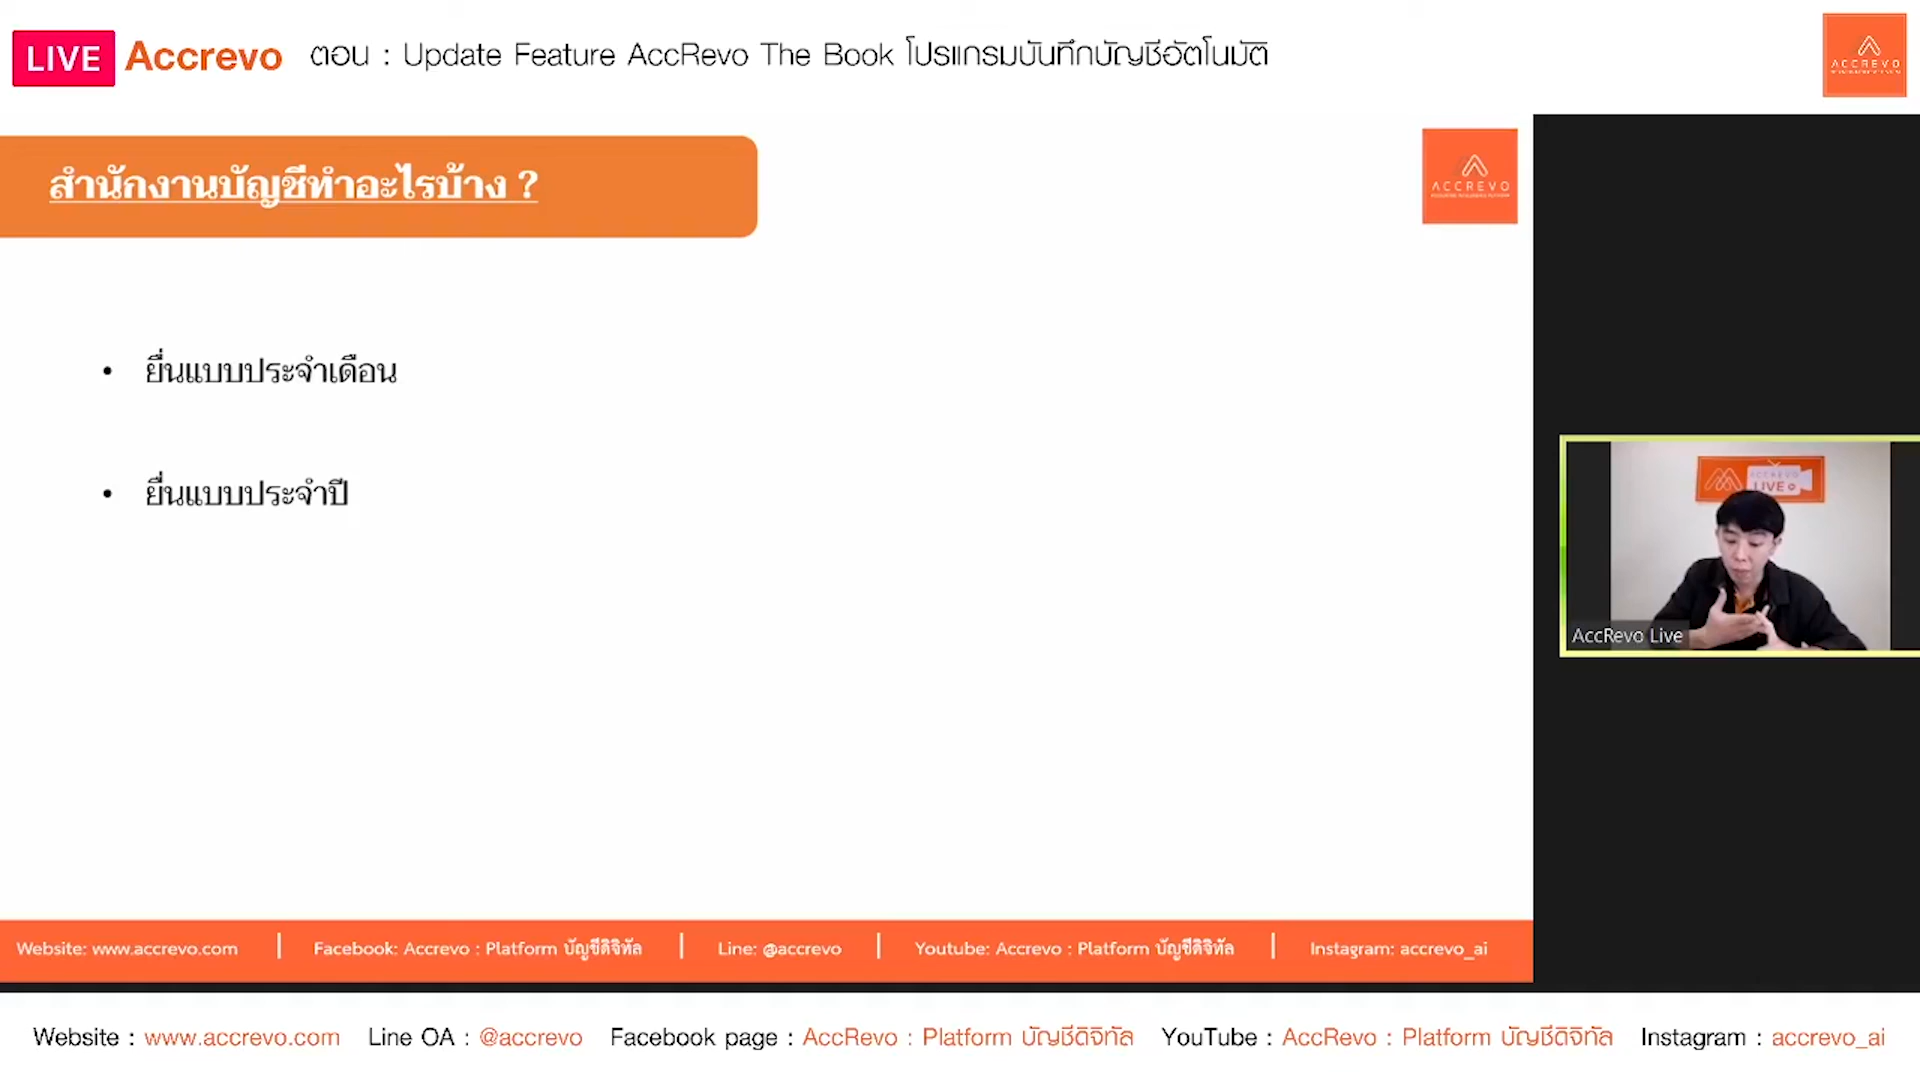 LIVE Accrevo ตอน : Update Feature AccRevo The Book โปรแกรมบันทึกบัญชีอัตโนมัติ
ACCREVO
สำนักงานบัญชีทำอะไรบ้าง ?
ACCREVO
• ยื่นแบบประจำเดือน
• ยื่นแบบประจำปี
ACCREVO
LIVE
AccRevo Live
Website: www.accrevo.com | Facebook: Accrevo : Platform บัญชีดิจิทัล | Line: @accrevo | Youtube: Accrevo : Platform บัญชีดิจิทัล | Instagram: accrevo_ai
Website : www.accrevo.com Line OA : @accrevo Facebook page : AccRevo : Platform บัญชีดิจิทัล YouTube : AccRevo : Platform บัญชีดิจิทัล Instagram : accrevo_ai